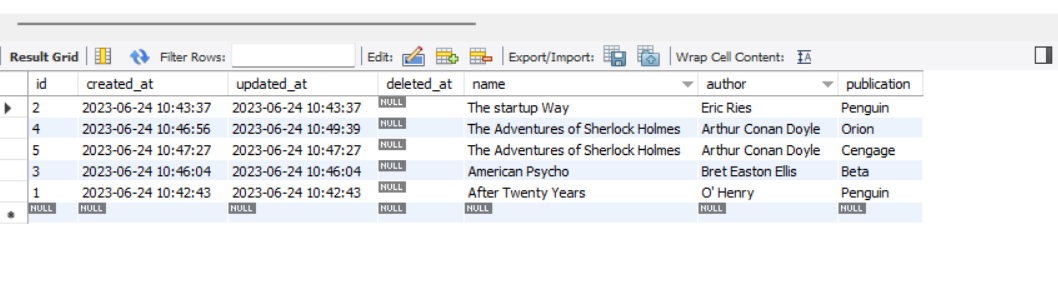 Result Grid Filter Rows: Edit: Export/Import: Wrap Cell Content: IA
id created_at updated_at deleted_at name author publication
2 2023-06-24 10:43:37 2023-06-24 10:43:37 NULL The startup Way Eric Ries Penguin
4 2023-06-24 10:46:56 2023-06-24 10:49:39 NULL The Adventures of Sherlock Holmes Arthur Conan Doyle Orion
5 2023-06-24 10:47:27 2023-06-24 10:47:27 NULL The Adventures of Sherlock Holmes Arthur Conan Doyle Cengage
3 2023-06-24 10:46:04 2023-06-24 10:46:04 NULL American Psycho Bret Easton Ellis Beta
1 2023-06-24 10:42:43 2023-06-24 10:42:43 NULL After Twenty Years O' Henry Penguin
NULL NULL NULL NULL NULL NULL NULL